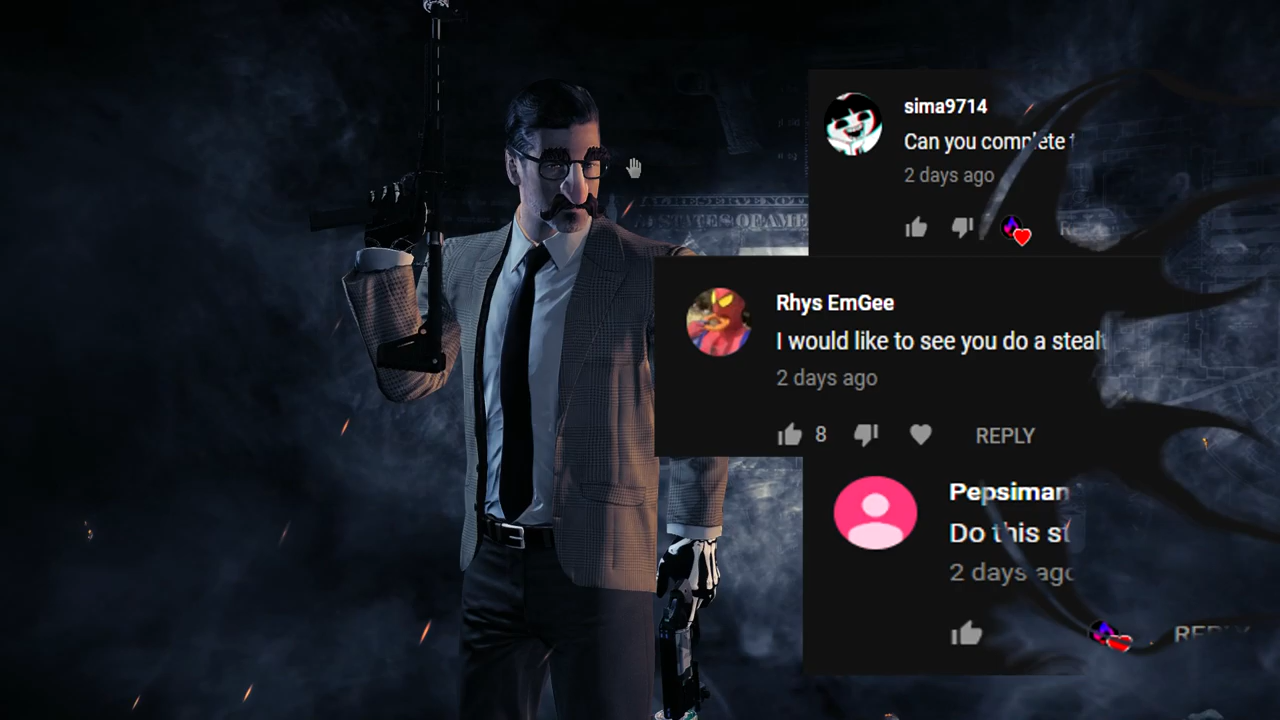 sima9714
Can you complete
2 days ago
Rhys EmGee
I would like to see you do a stealt
2 days ago
8
REPLY
Pepsiman
Do this st
2 days ago
REPLY